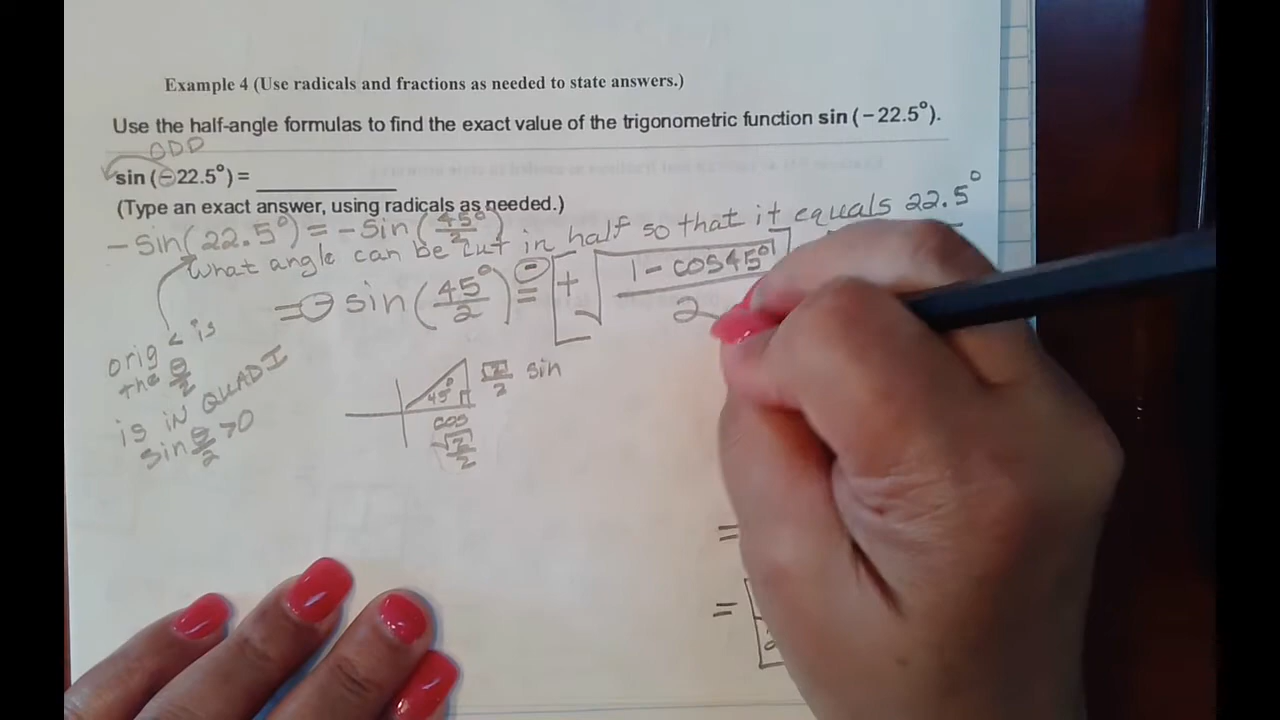 Example 4 (Use radicals and fractions as needed to state answers.)
Use the half-angle formulas to find the exact value of the trigonometric function sin (−22.5°).
ODD
sin (−22.5°) =
(Type an exact answer, using radicals as needed.)
−sin(22.5°) = −sin(45°/2)
What angle can be cut in half so that it equals 22.5°
= − sin (45°/2) = − [+ √(1 − cos45°)/2
orig ∠ is
the θ/2
is in QUAD I
sin θ/2 >0
45°
√2/2 sin
cos
√2/2
=
=